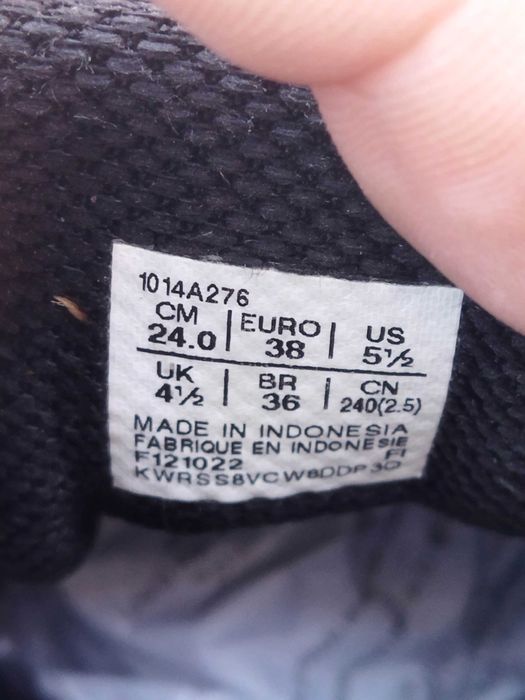 1014A276
CM | EURO | US
24.0 | 38 | 5½
UK | BR | CN
4½ | 36 | 240(2.5)
MADE IN INDONESIA
FABRIQUE EN INDONESIE
F121022 FI